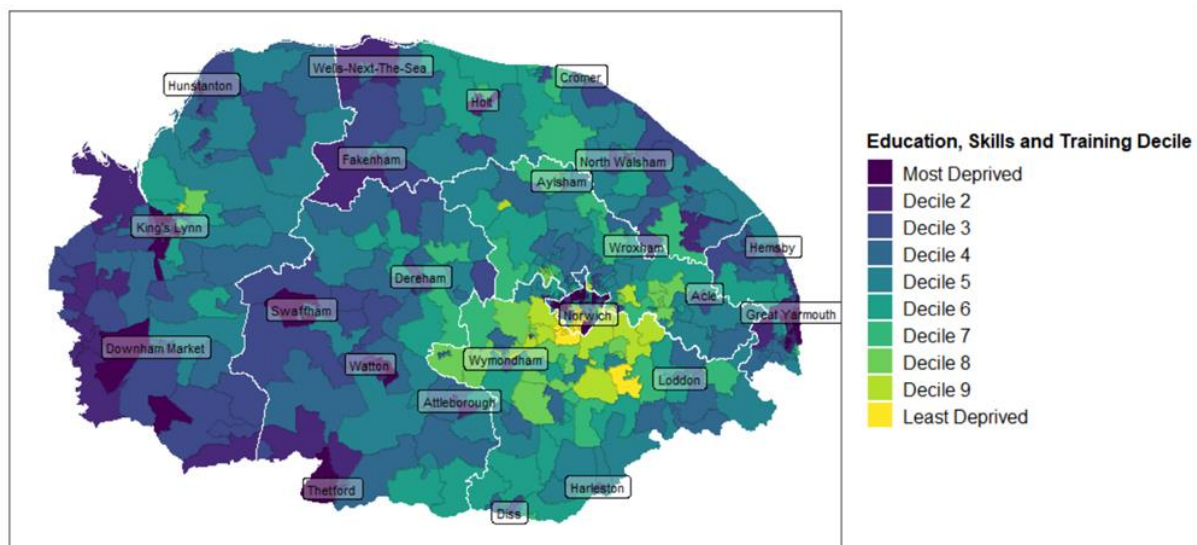 Wells-Next-The-Sea
Cromer
Hunstanton
Holt
Fakenham
North Walsham
Aylsham
King's Lynn
Wroxham
Hemsby
Dereham
Acle
Swaffham
Norwich
Great Yarmouth
Downham Market
Watton
Wymondham
Loddon
Attleborough
Thetford
Harleston
Diss
Education, Skills and Training Decile
Most Deprived
Decile 2
Decile 3
Decile 4
Decile 5
Decile 6
Decile 7
Decile 8
Decile 9
Least Deprived